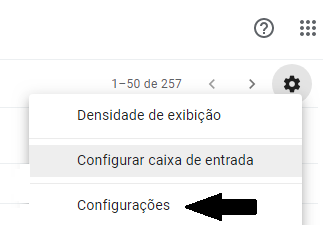 1–50 de 257
Densidade de exibição
Configurar caixa de entrada
Configurações